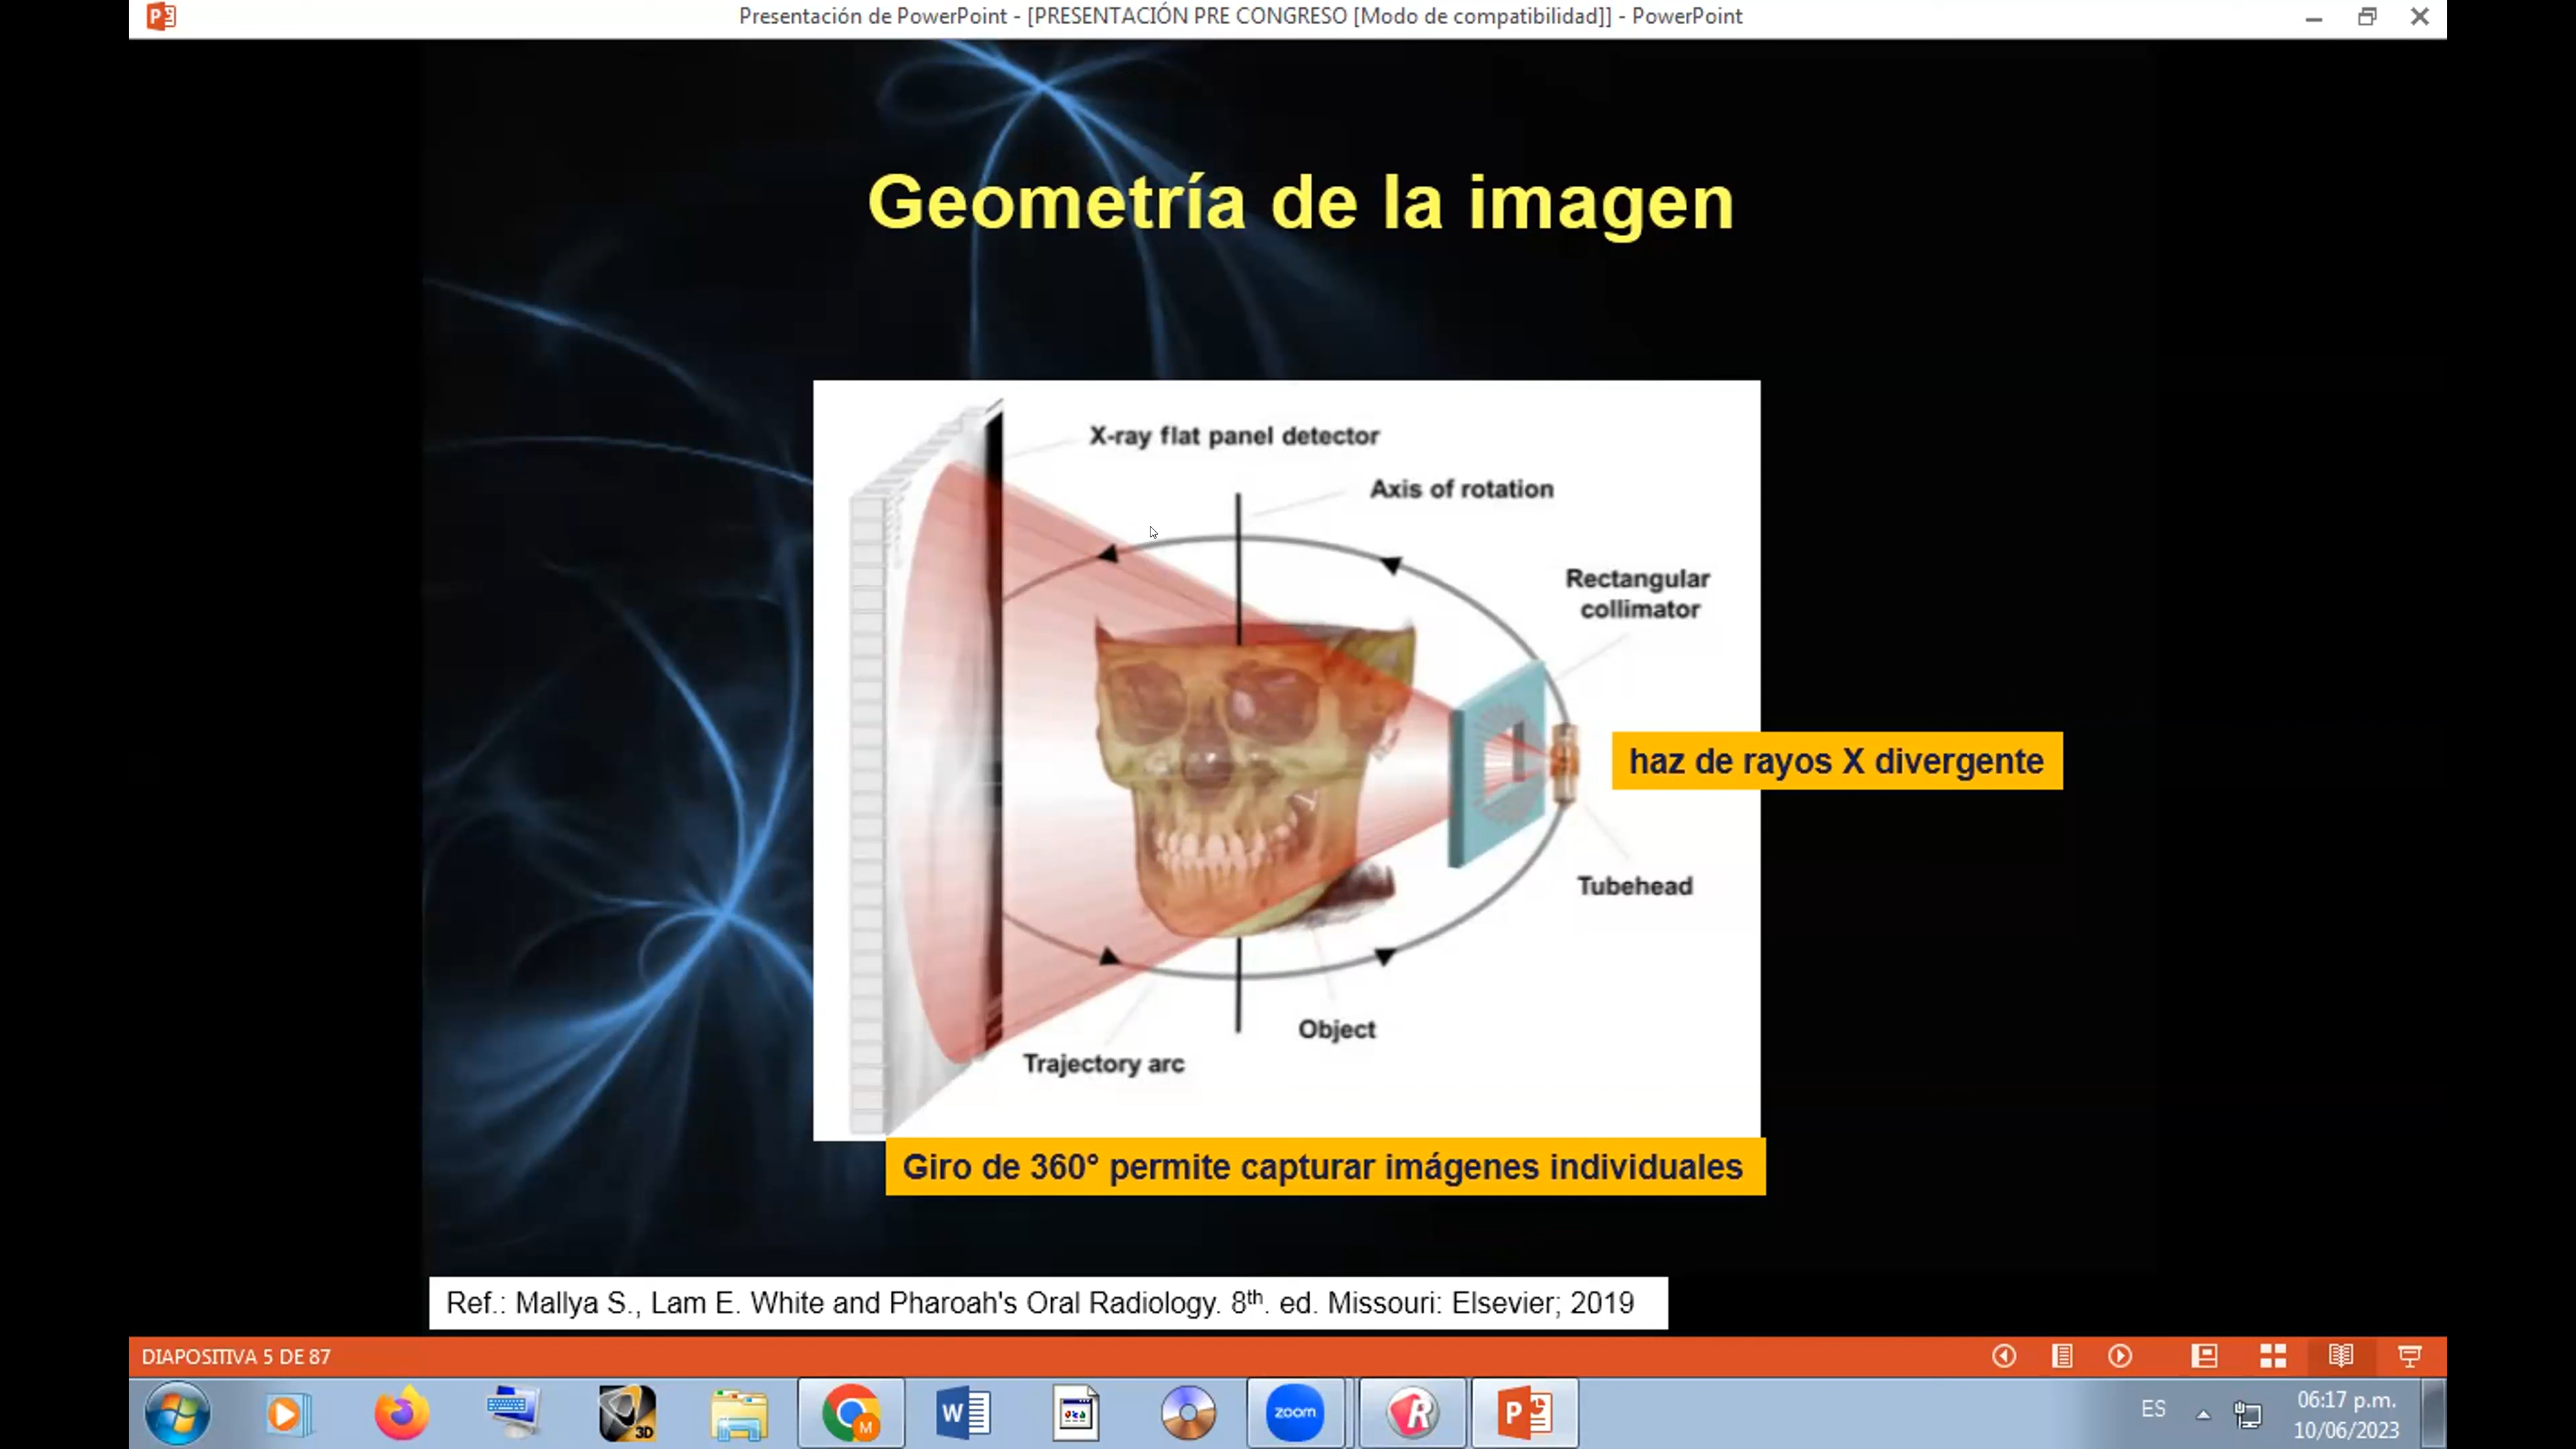 Presentación de PowerPoint - [PRESENTACIÓN PRE CONGRESO [Modo de compatibilidad]] - PowerPoint
Geometría de la imagen
X-ray flat panel detector
Axis of rotation
Rectangular
collimator
haz de rayos X divergente
Tubehead
Object
Trajectory arc
Giro de 360° permite capturar imágenes individuales
Ref.: Mallya S., Lam E. White and Pharoah's Oral Radiology. 8th. ed. Missouri: Elsevier; 2019
DIAPOSITIVA 5 DE 87
3D
M
W
zoom
R
P
ES
06:17 p.m.
10/06/2023